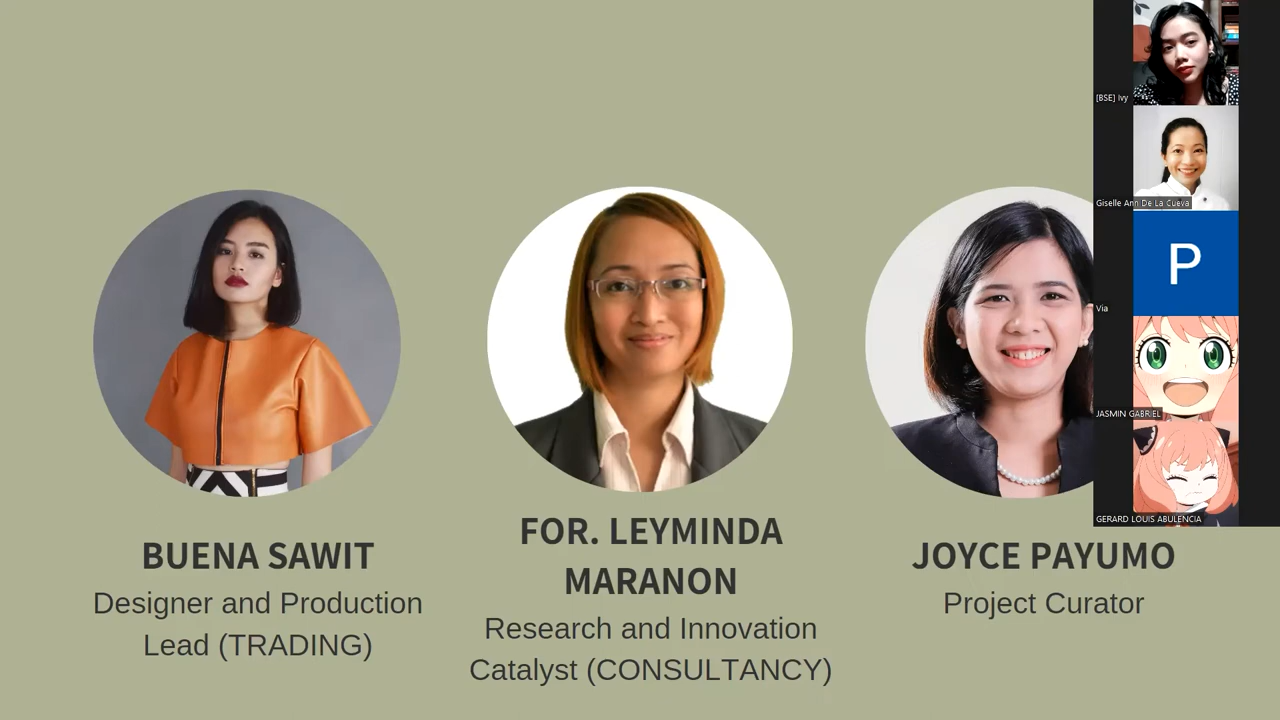 BUENA SAWIT
Designer and Production
Lead (TRADING)
FOR. LEYMINDA
MARANON
Research and Innovation
Catalyst (CONSULTANCY)
JOYCE PAYUMO
Project Curator
[BSE] Ivy
Giselle Ann De La Cueva
P
Via
JASMIN GABRIEL
GERARD LOUIS ABULENCIA